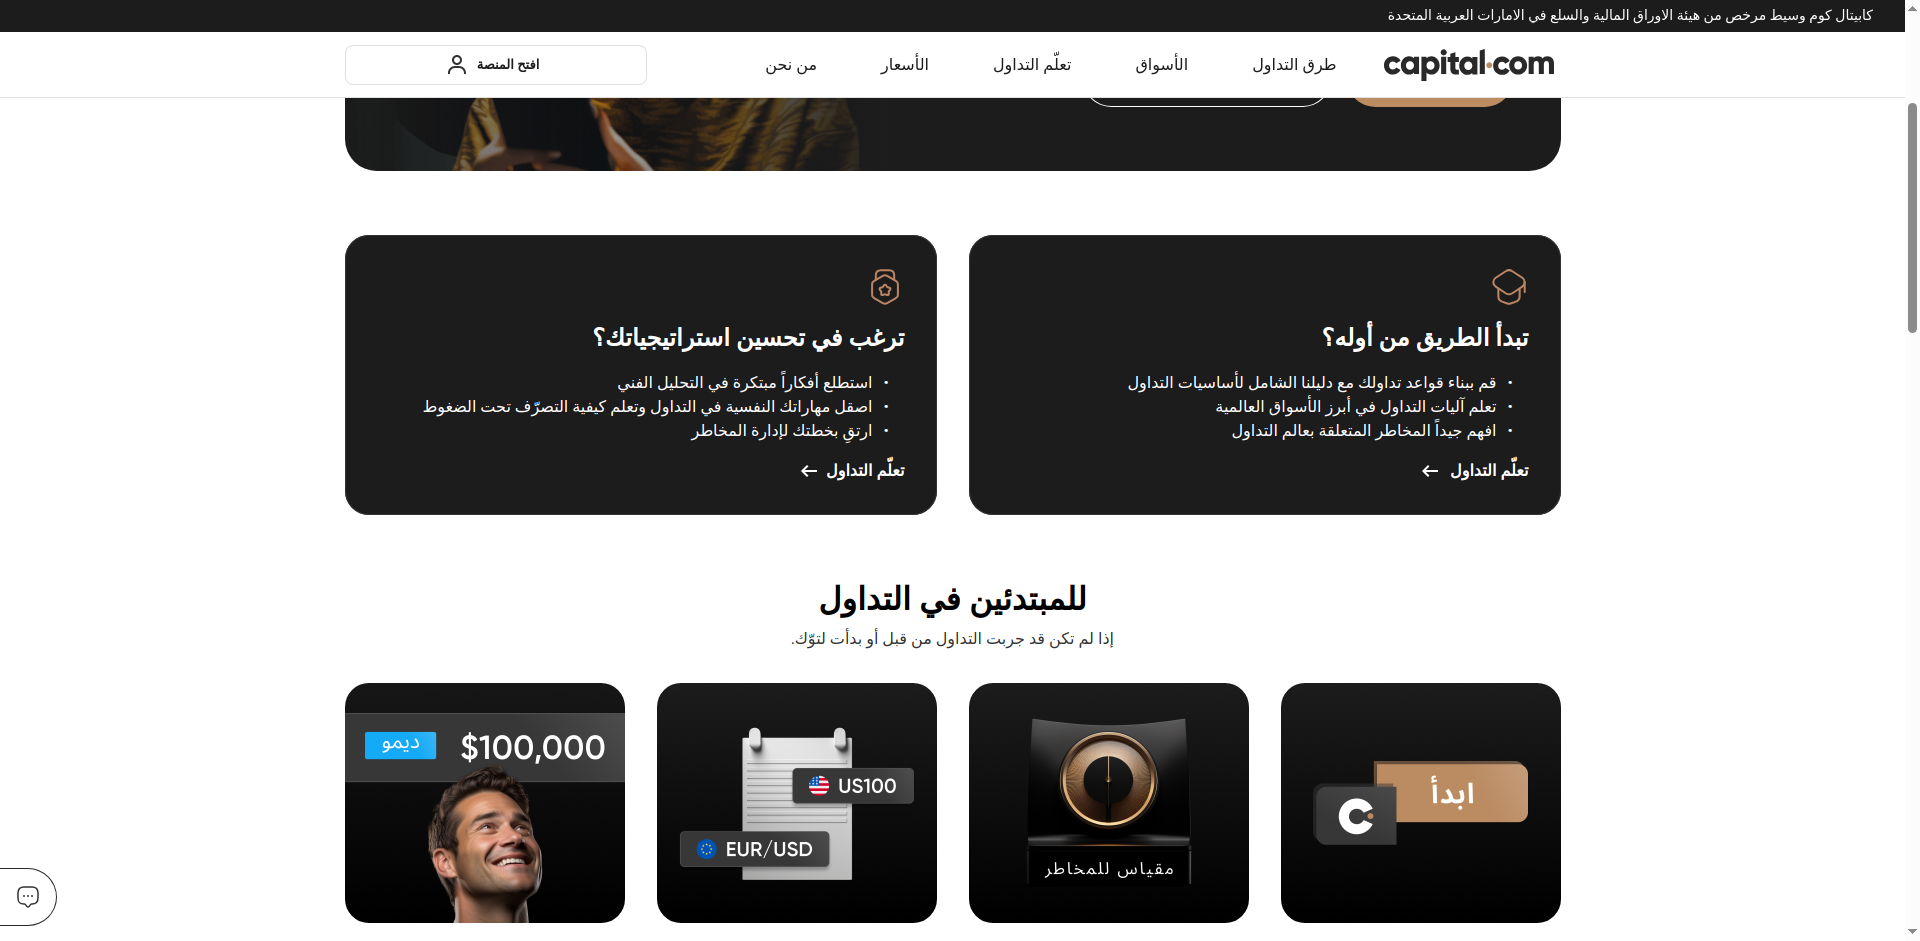 كابيتال كوم وسيط مرخص من هيئة الاوراق المالية والسلع في الامارات العربية المتحدة
capital.com
طرق التداول
الأسواق
تعلّم التداول
الأسعار
من نحن
افتح المنصة
تبدأ الطريق من أوله؟
• قم ببناء قواعد تداولك مع دليلنا الشامل لأساسيات التداول
• تعلم آليات التداول في أبرز الأسواق العالمية
• افهم جيداً المخاطر المتعلقة بعالم التداول
تعلّم التداول ←
ترغب في تحسين استراتيجياتك؟
• استطلع أفكاراً مبتكرة في التحليل الفني
• اصقل مهاراتك النفسية في التداول وتعلم كيفية التصرّف تحت الضغوط
• ارتقِ بخطتك لإدارة المخاطر
تعلّم التداول ←
للمبتدئين في التداول
إذا لم تكن قد جربت التداول من قبل أو بدأت لتوّك.
ابدأ
مقياس للمخاطر
US100
EUR/USD
$100,000
ديمو